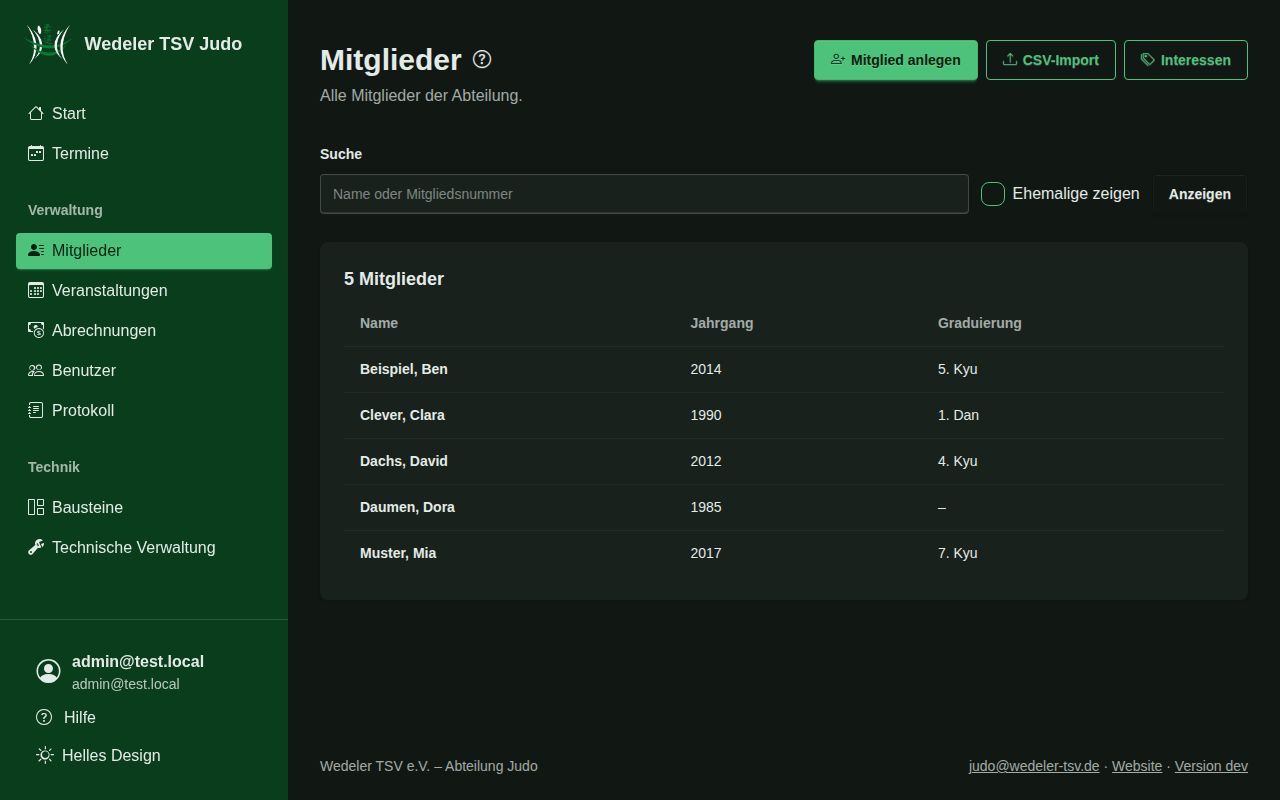 Wedeler TSV Judo
Start
Termine
Verwaltung
Mitglieder
Veranstaltungen
Abrechnungen
Benutzer
Protokoll
Technik
Bausteine
Technische Verwaltung
admin@test.local
admin@test.local
Hilfe
Helles Design
Mitglieder
Alle Mitglieder der Abteilung.
Mitglied anlegen
CSV-Import
Interessen
Suche
Name oder Mitgliedsnummer
Ehemalige zeigen
Anzeigen
5 Mitglieder
Name Jahrgang Graduierung
Beispiel, Ben 2014 5. Kyu
Clever, Clara 1990 1. Dan
Dachs, David 2012 4. Kyu
Daumen, Dora 1985 –
Muster, Mia 2017 7. Kyu
Wedeler TSV e.V. – Abteilung Judo
judo@wedeler-tsv.de · Website · Version dev